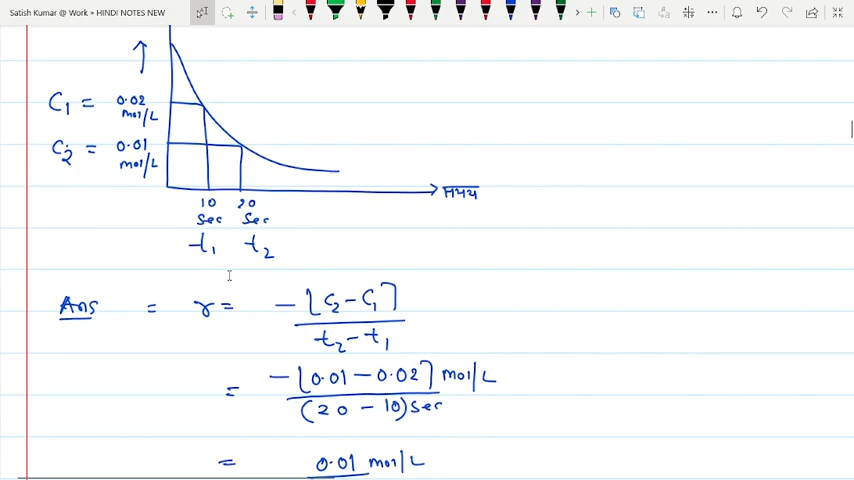 Satish Kumar @ Work » HINDI NOTES NEW
C₁ = 0.02 mol/L
C₂ = 0.01 mol/L
समय
10 20
Sec Sec
t₁ t₂
Ans = r = -[C₂-C₁]
t₂-t₁
= -[0.01-0.02] mol/L
(20-10) Sec
= 0.01 mol/L